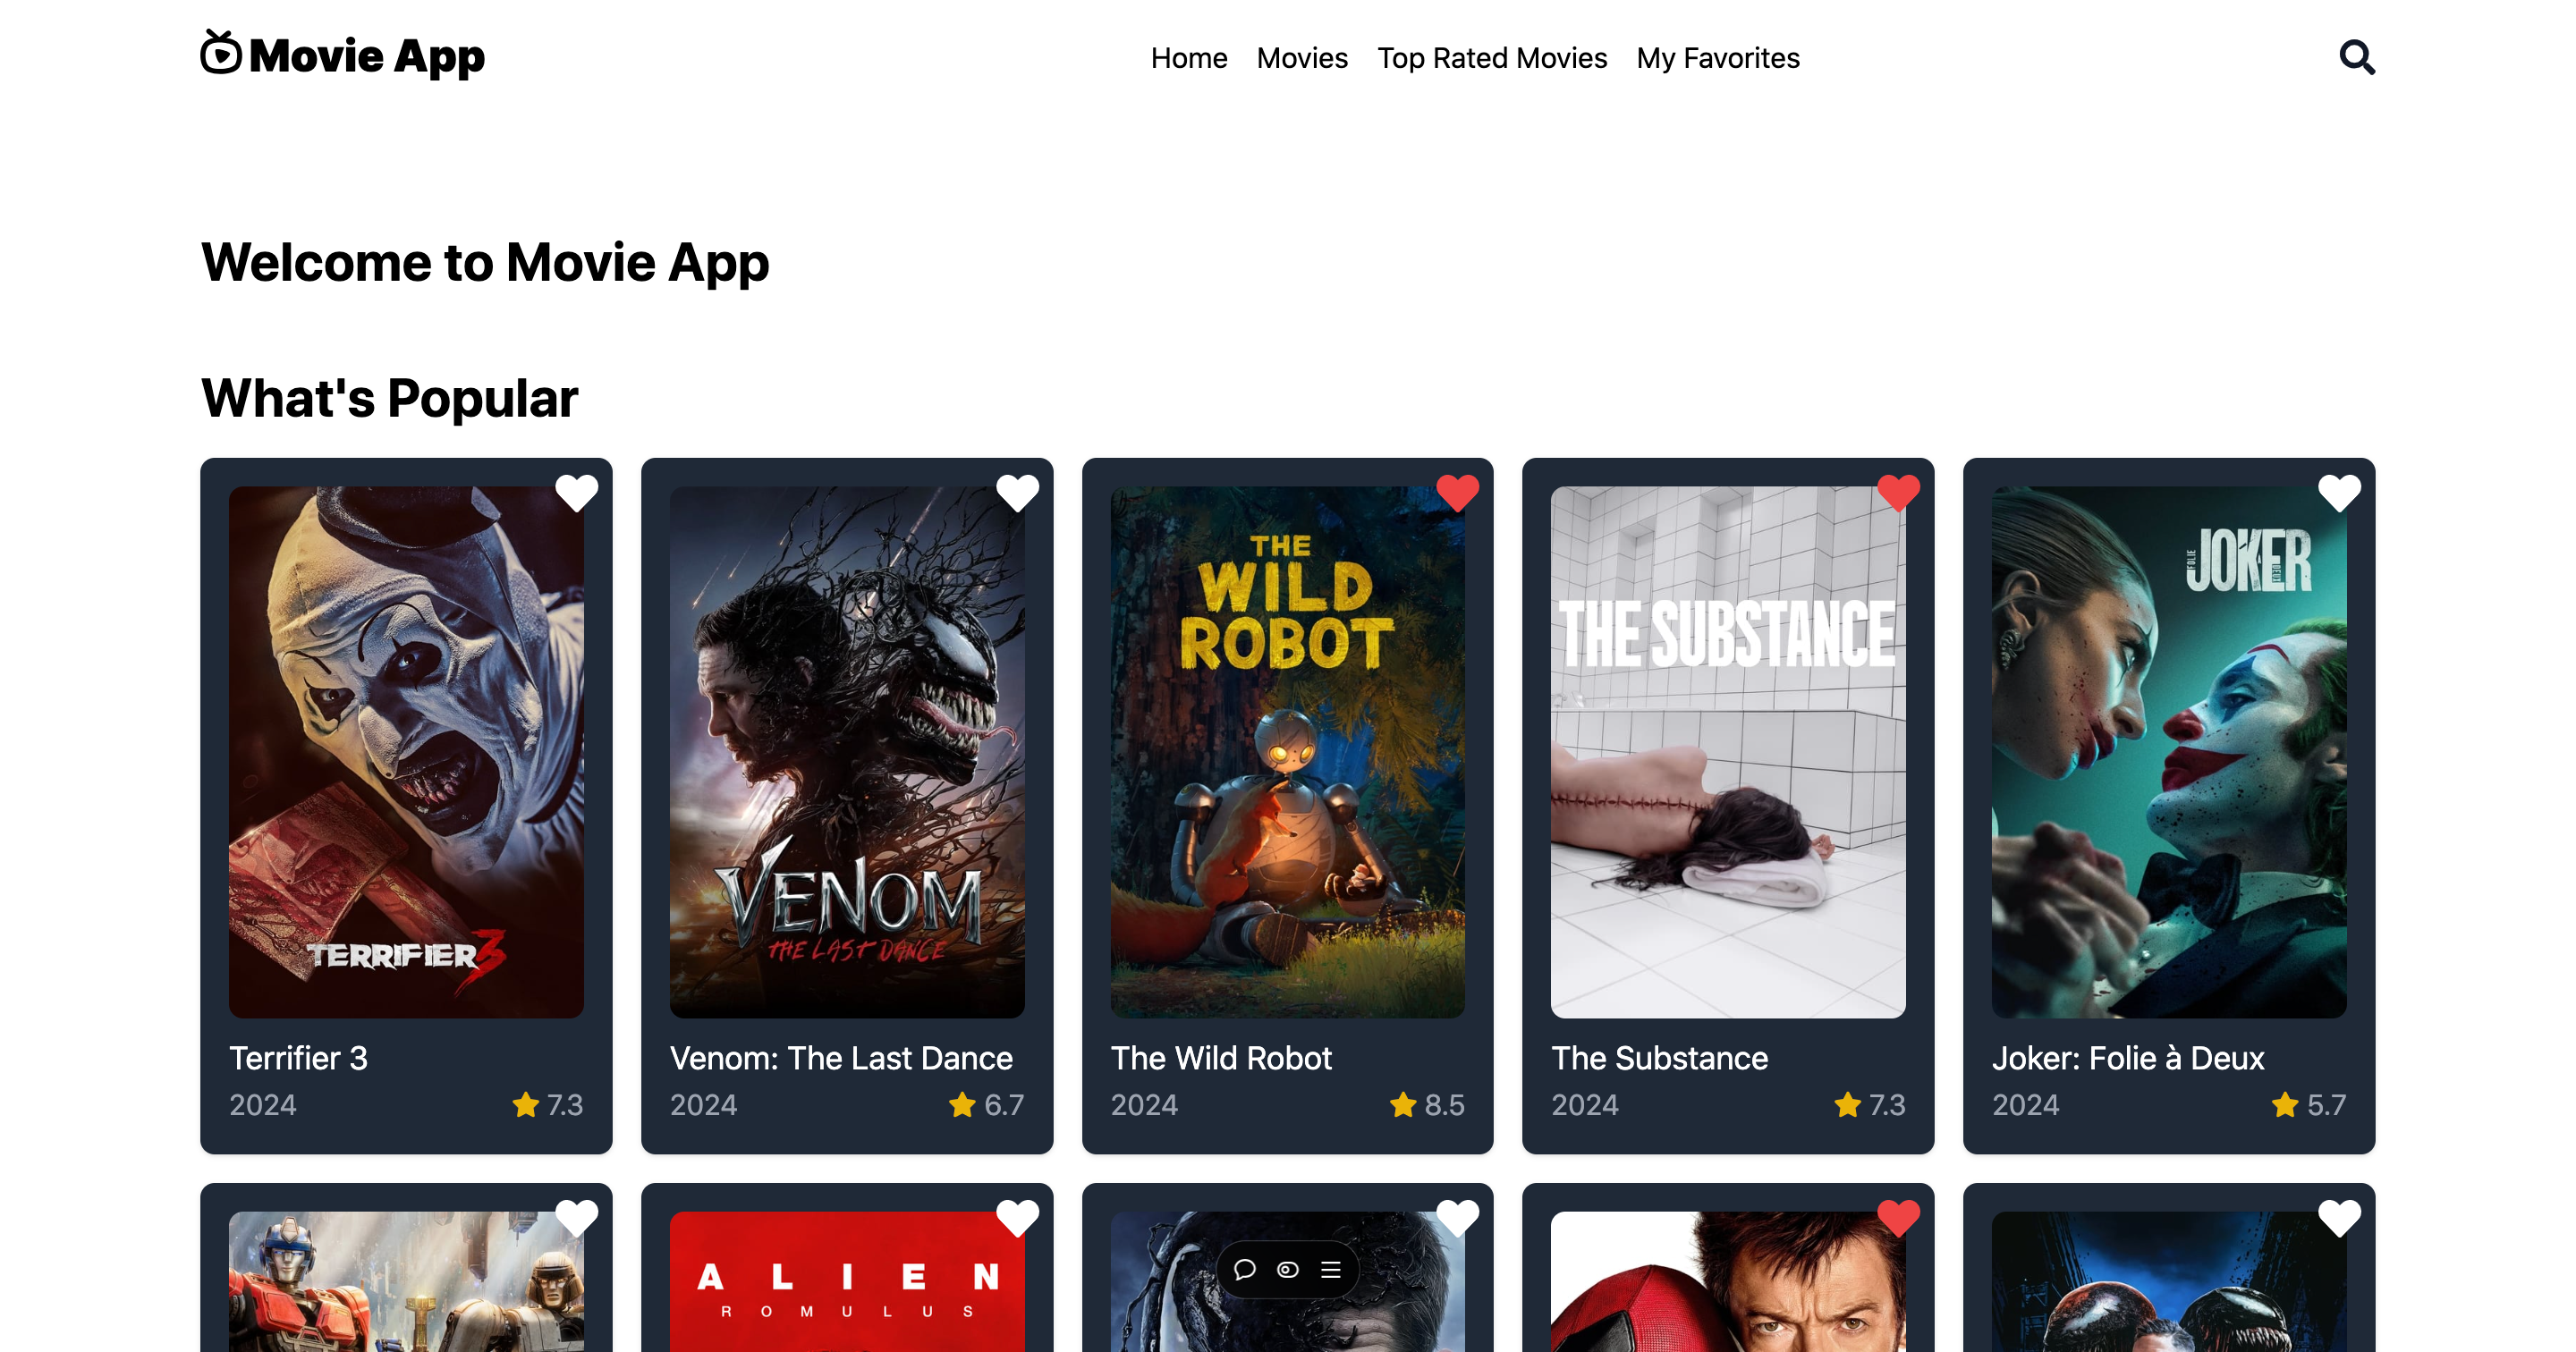 Movie App
Home Movies Top Rated Movies My Favorites
Welcome to Movie App
What's Popular
TERRIFIER 3
VENOM
THE LAST DANCE
THE
WILD
ROBOT
THE SUBSTANCE
JOKER
FOLIE
DEUX
Terrifier 3
2024 7.3
Venom: The Last Dance
2024 6.7
The Wild Robot
2024 8.5
The Substance
2024 7.3
Joker: Folie à Deux
2024 5.7
ALIEN
ROMULUS